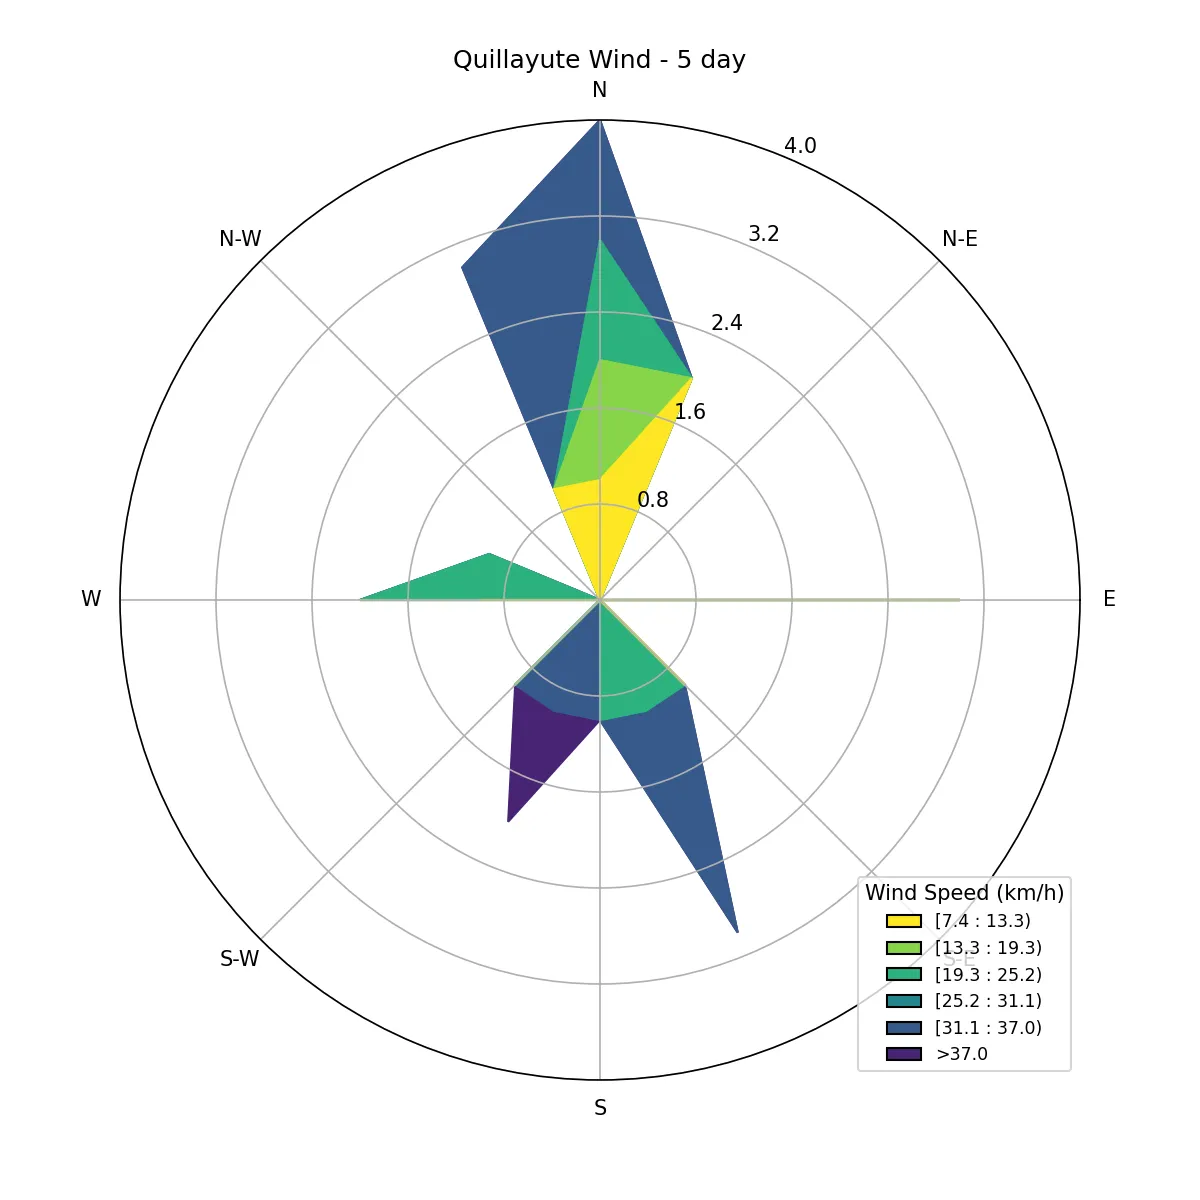 Quillayute Wind - 5 day
N
4.0
3.2
N-W
N-E
2.4
1.6
0.8
W
E
Wind Speed (km/h)
[7.4 : 13.3)
[13.3 : 19.3)
S-W
S-E
[19.3 : 25.2)
[25.2 : 31.1)
[31.1 : 37.0)
>37.0
S